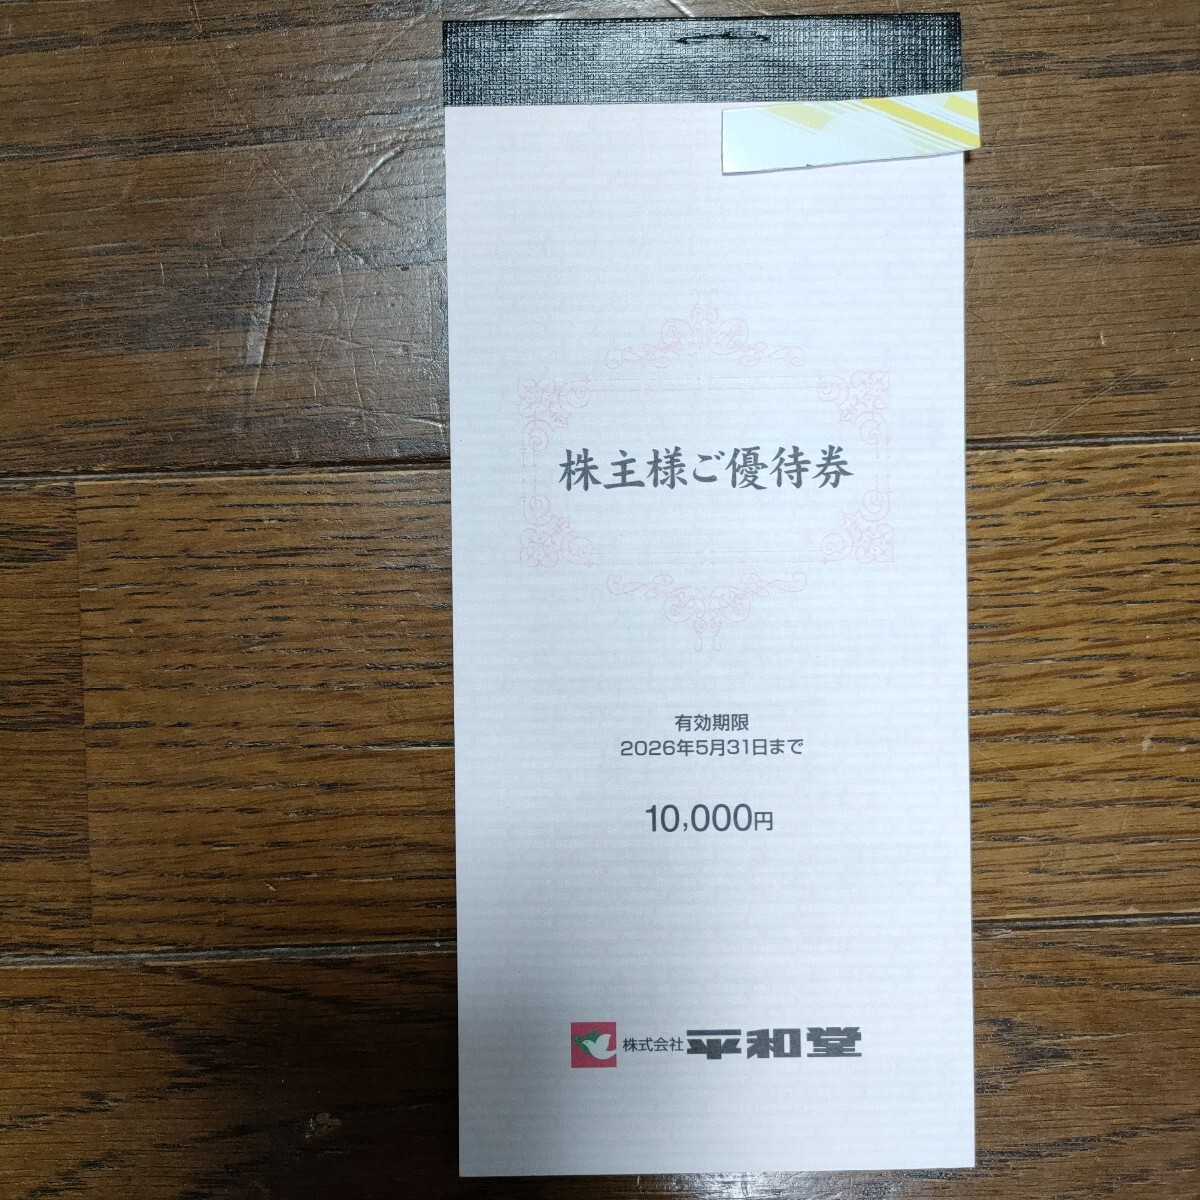 株主様ご優待券
有効期限
2026年5月31日まで
10,000円
株式会社平和堂